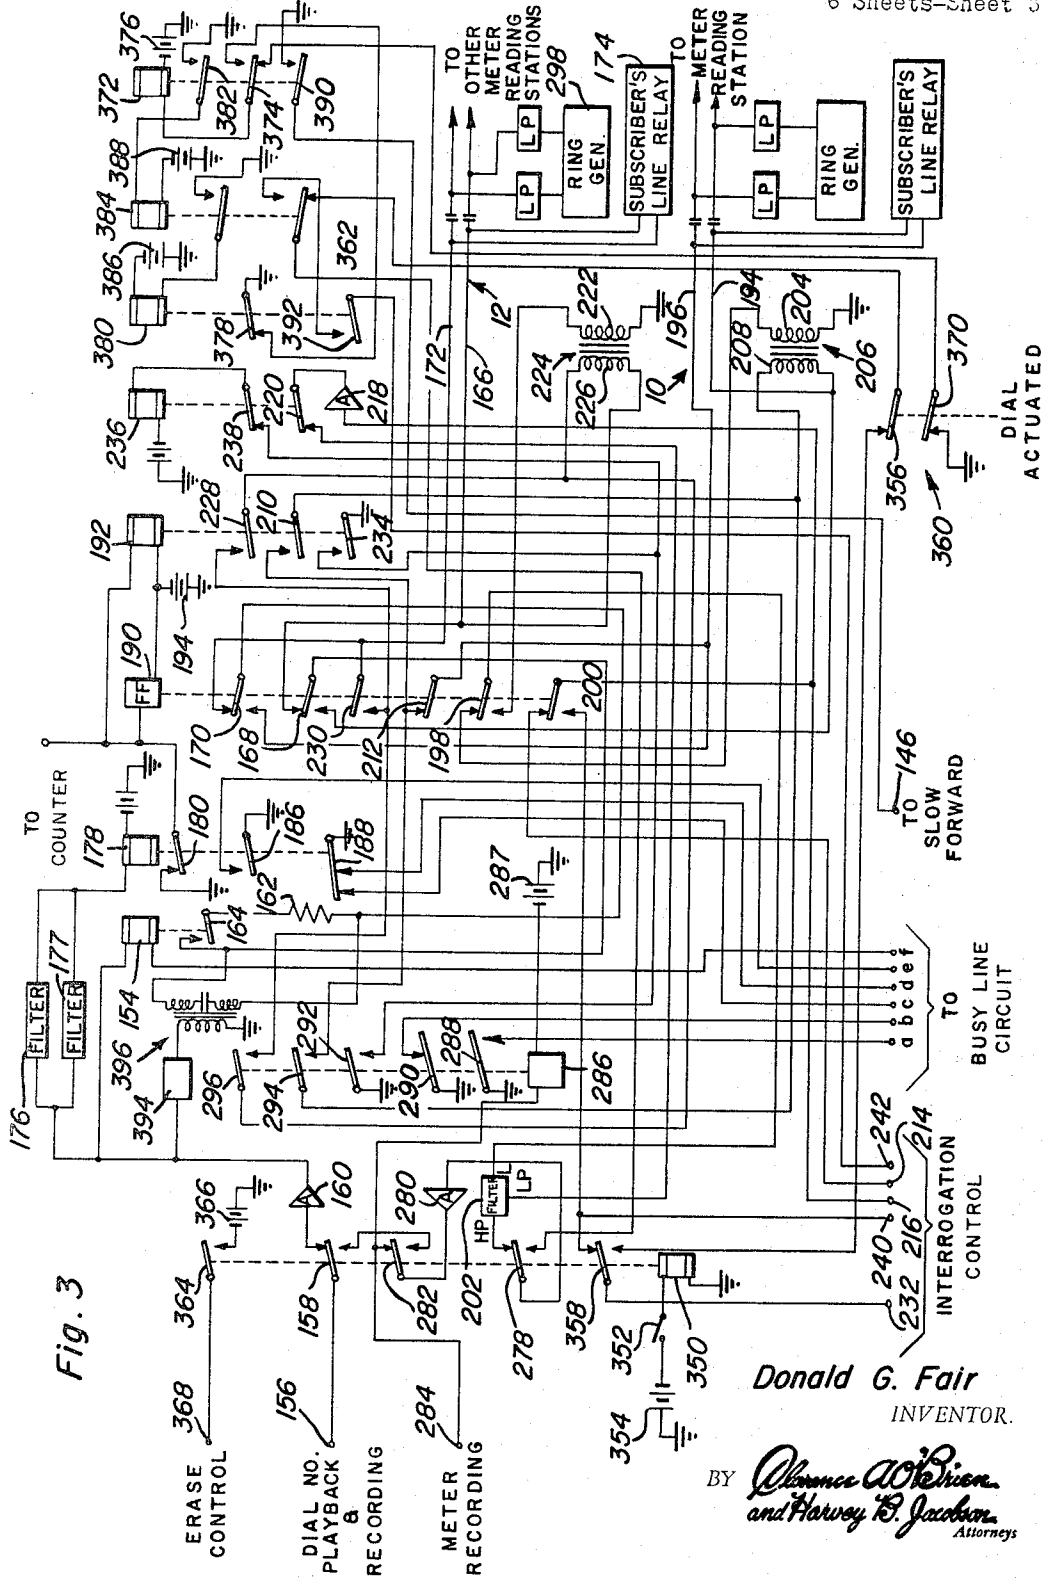 6 Sheets-Sheet 3
Fig. 3
ERASE
CONTROL
368
DIAL NO.
PLAYBACK
&
RECORDING
156
METER
RECORDING
284
364
366
158
160
282
280
202
HP
FILTER
L
LP
278
358
352
350
354
176
FILTER
177
FILTER
394
396
154
164
162
296
294
292
290
288
286
287
TO
COUNTER
178
180
186
188
190
FF
194
192
170
168
230
212
198
200
228
210
234
236
238
220
A
218
380
386
378
392
384
388
362
372
376
382
374
390
172
166
12
224
222
226
10
196
194
208
204
206
356
370
360
DIAL
ACTUATED
TO
OTHER
METER
READING
STATIONS
298
174
LP
LP
RING
GEN.
SUBSCRIBER'S
LINE RELAY
TO
METER
READING
STATION
LP
LP
RING
GEN.
SUBSCRIBER'S
LINE RELAY
146
TO
SLOW
FORWARD
a b c d e f
TO
BUSY LINE
CIRCUIT
232
240
216
214
242
INTERROGATION
CONTROL
Donald G. Fair
INVENTOR.
BY Clarence A. O'Brien
and Harvey B. Jacobson
Attorneys